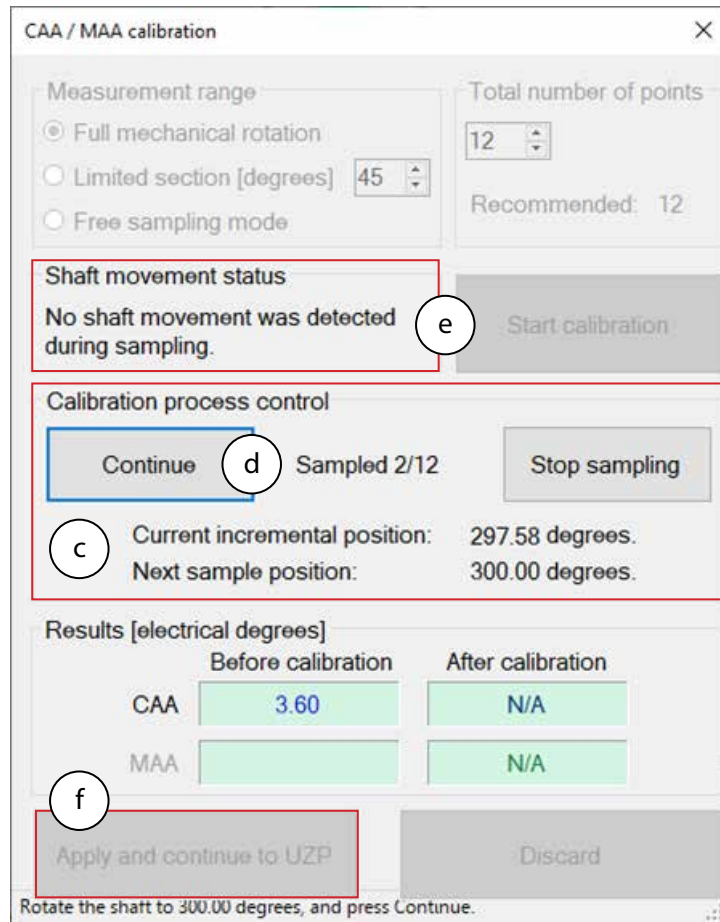 CAA / MAA calibration
Measurement range
Total number of points
Full mechanical rotation
12
Limited section [degrees] 45
Recommended: 12
Free sampling mode
Shaft movement status
No shaft movement was detected
during sampling.
e
Start calibration
Calibration process control
Continue d Sampled 2/12 Stop sampling
c
Current incremental position: 297.58 degrees.
Next sample position: 300.00 degrees.
Results [electrical degrees]
Before calibration After calibration
CAA 3.60 N/A
MAA N/A
f
Apply and continue to UZP Discard
Rotate the shaft to 300.00 degrees, and press Continue.